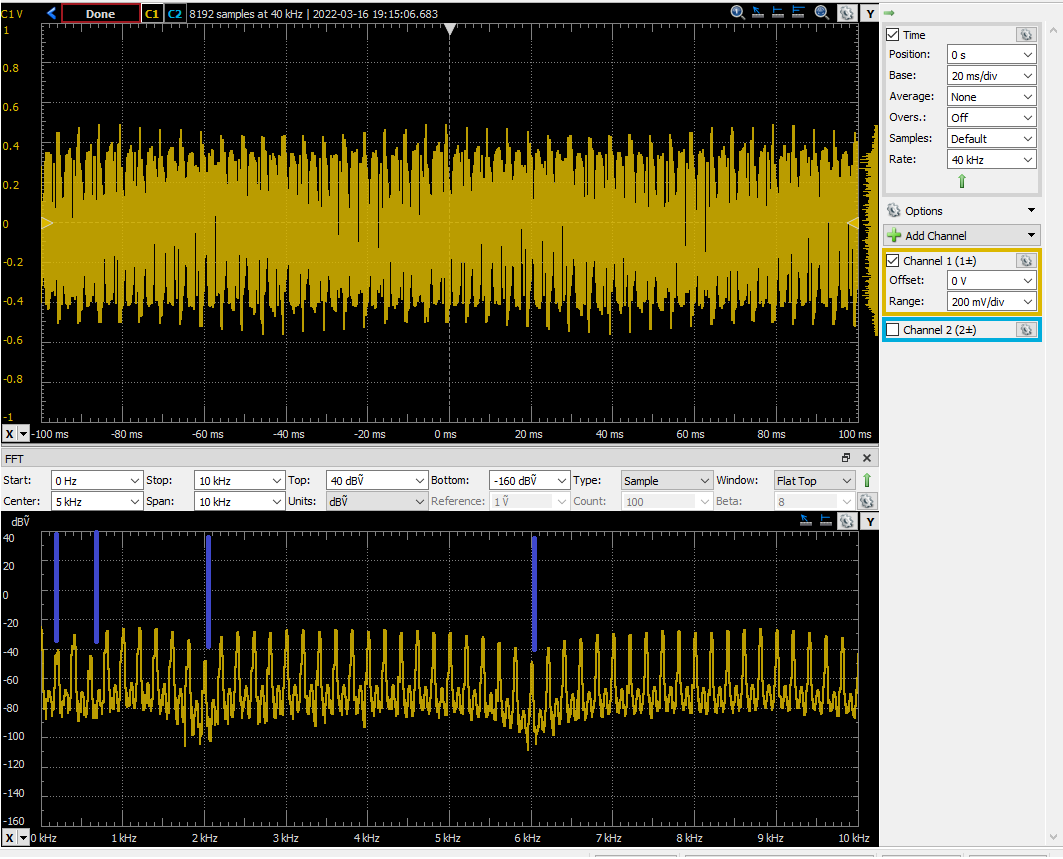 C1 V Done C1 C2 8192 samples at 40 kHz | 2022-03-16 19:15:06.683 Y
1
0.8
0.6
0.4
0.2
0
-0.2
-0.4
-0.6
-0.8
-1
X -100 ms -80 ms -60 ms -40 ms -20 ms 0 ms 20 ms 40 ms 60 ms 80 ms 100 ms
Time
Position: 0 s
Base: 20 ms/div
Average: None
Overs.: Off
Samples: Default
Rate: 40 kHz
Options
Add Channel
Channel 1 (1±)
Offset: 0 V
Range: 200 mV/div
Channel 2 (2±)
FFT
Start: 0 Hz Stop: 10 kHz Top: 40 dBṼ Bottom: -160 dBṼ Type: Sample Window: Flat Top
Center: 5 kHz Span: 10 kHz Units: dBṼ Reference: 1 Ṽ Count: 100 Beta: 8
dBṼ Y
40
20
0
-20
-40
-60
-80
-100
-120
-140
-160
X 0 kHz 1 kHz 2 kHz 3 kHz 4 kHz 5 kHz 6 kHz 7 kHz 8 kHz 9 kHz 10 kHz